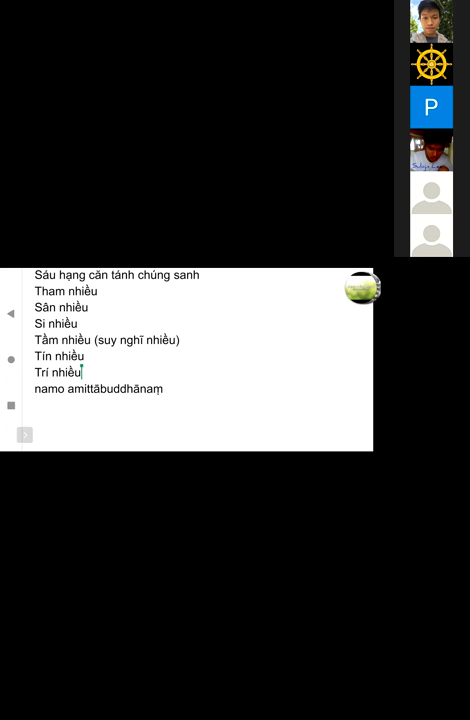 P
Sáu hạng căn tánh chúng sanh
Tham nhiều
Sân nhiều
Si nhiều
Tầm nhiều (suy nghĩ nhiều)
Tín nhiều
Trí nhiều
namo amittābuddhānaṃ